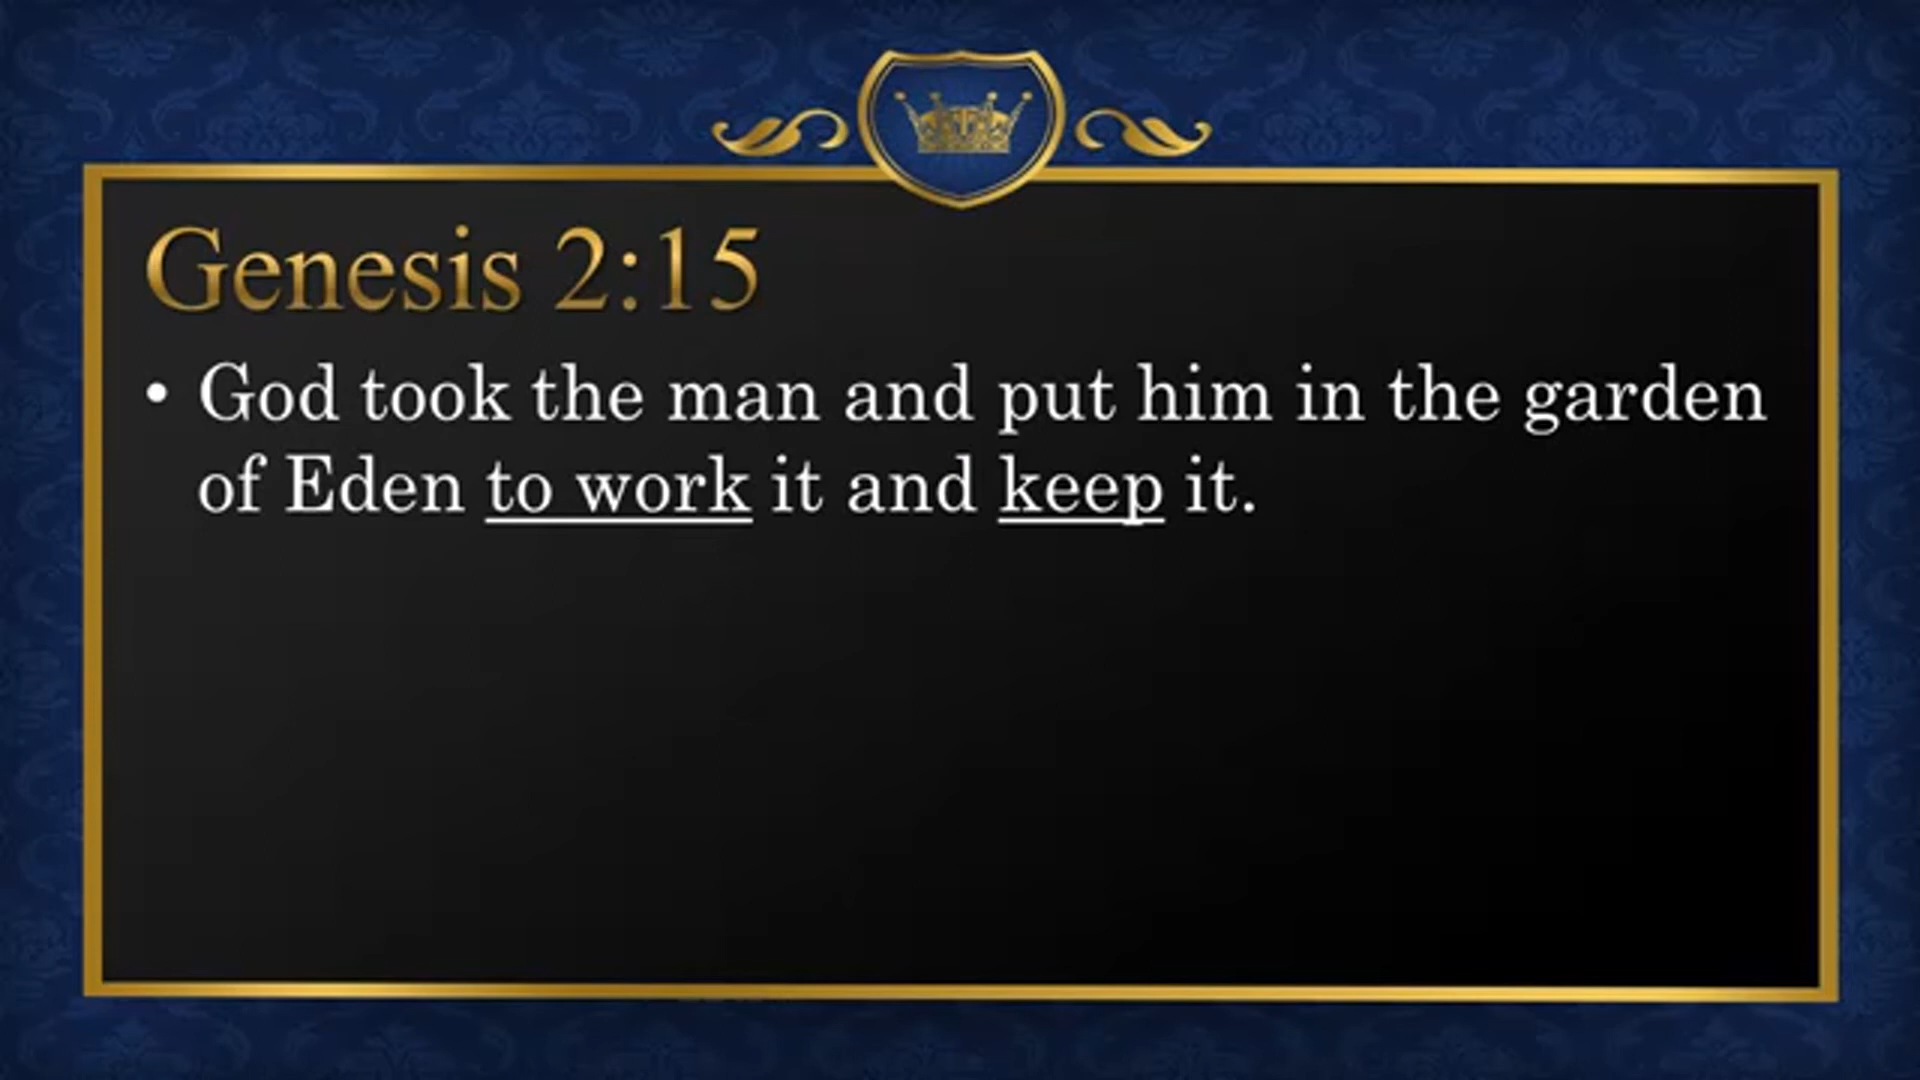 Genesis 2:15
• God took the man and put him in the garden
of Eden to work it and keep it.